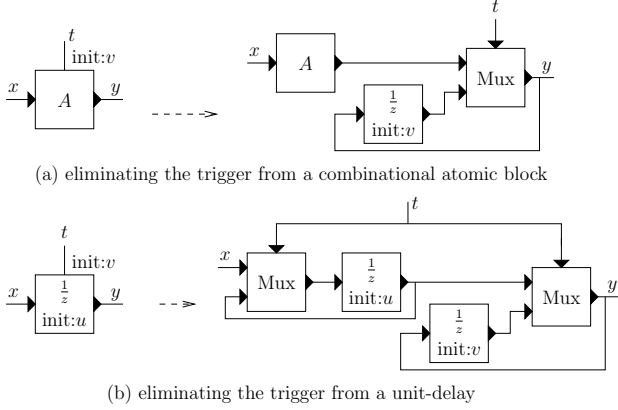 t
init:v
x
A
y
t
x
A
Mux
y
1/z
init:v
(a) eliminating the trigger from a combinational atomic block
t
init:v
x
1/z
init:u
y
t
x
Mux
1/z
init:u
Mux
y
1/z
init:v
(b) eliminating the trigger from a unit-delay